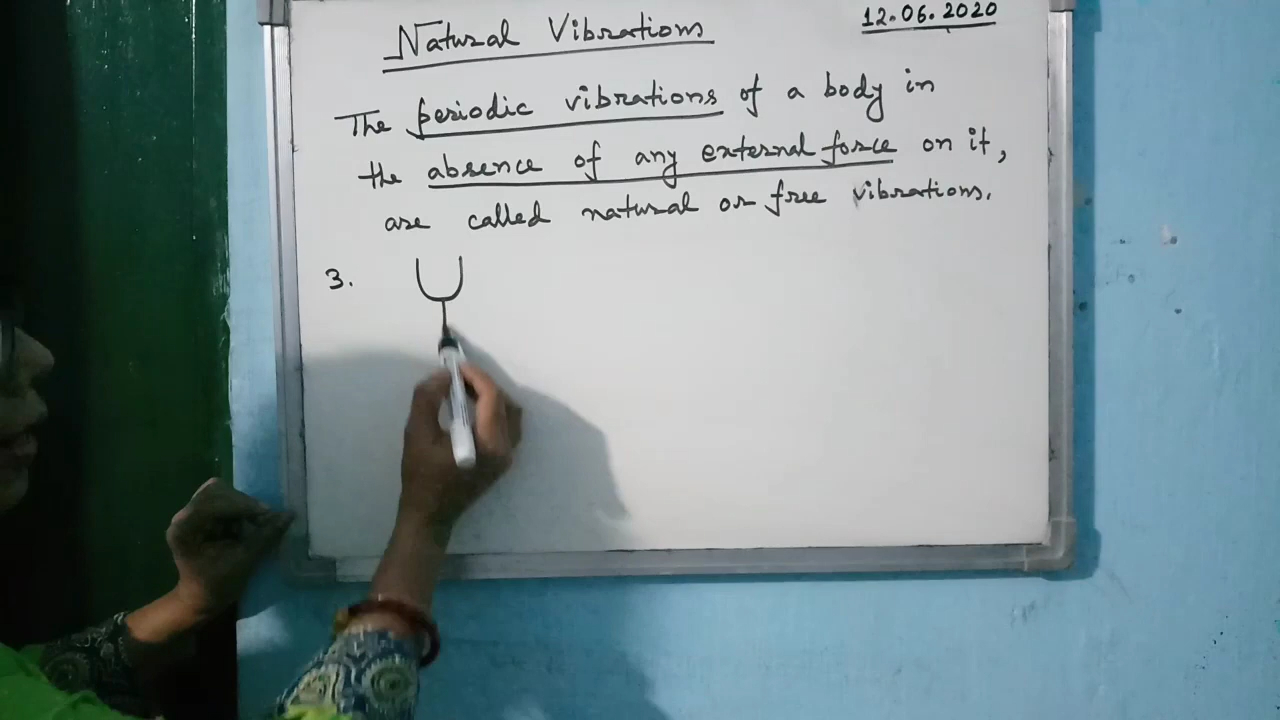 Natural Vibrations
12.06.2020
The periodic vibrations of a body in
the absence of any external force on it,
are called natural or free vibrations.
3.